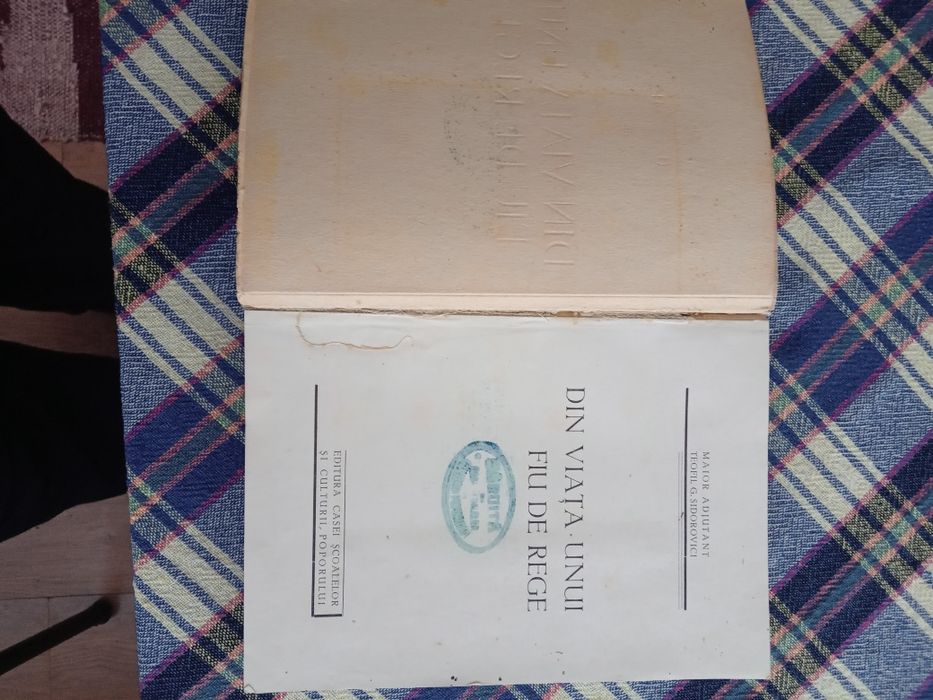 MAIOR ADJUTANT
TEOFIL G. SIDOROVICI
DIN VIAȚA UNUI
FIU DE REGE
EDITURA CASEI ȘCOALELOR
ȘI CULTURII, POPORULUI